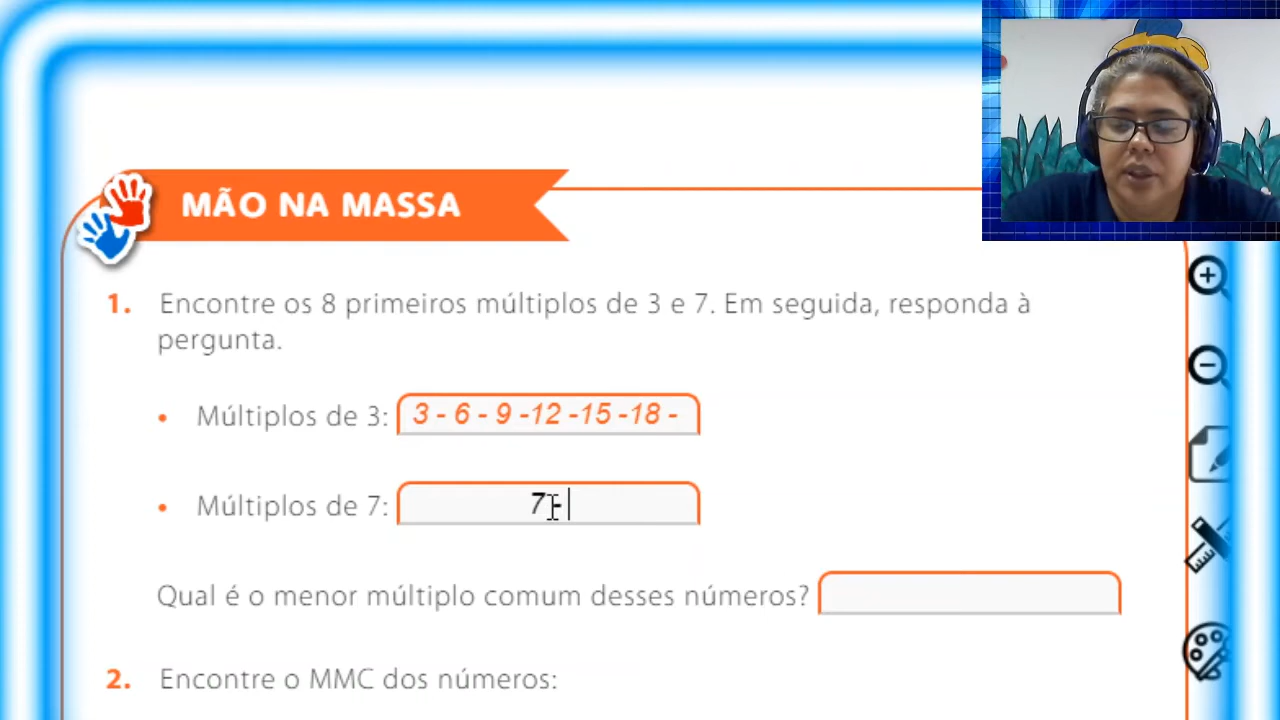 MÃO NA MASSA
1. Encontre os 8 primeiros múltiplos de 3 e 7. Em seguida, responda à
pergunta.
• Múltiplos de 3: 3 - 6 - 9 -12 -15 -18 -
• Múltiplos de 7: 7 -
Qual é o menor múltiplo comum desses números?
2. Encontre o MMC dos números: